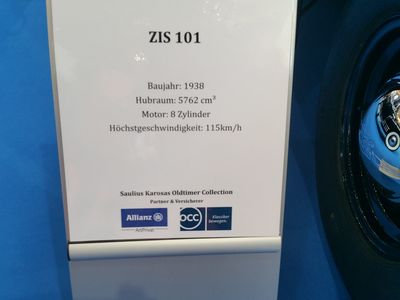 ZIS 101
Baujahr: 1938
Hubraum: 5762 cm³
Motor: 8 Zylinder
Höchstgeschwindigkeit: 115km/h
Saulius Karosas Oldtimer Collection
Partner & Versicherer
Allianz
ArtPrivat
OCC
Klassiker bewegen.